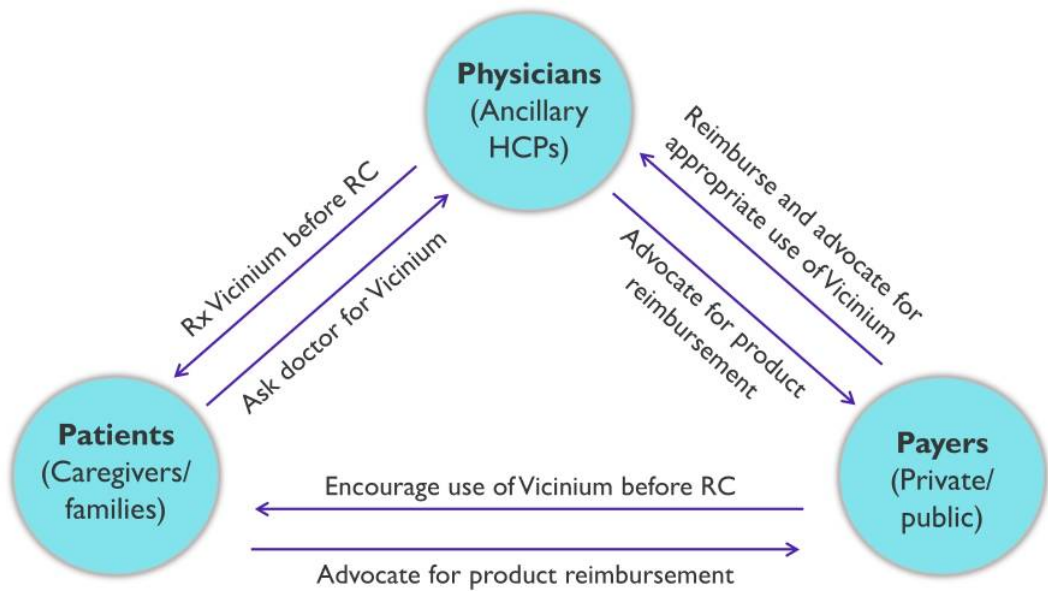 Physicians
(Ancillary
HCPs)
Rx Vicinium before RC
Ask doctor for Vicinium
Reimburse and advocate for
appropriate use of Vicinium
Advocate for product
reimbursement
Patients
(Caregivers/
families)
Payers
(Private/
public)
Encourage use of Vicinium before RC
Advocate for product reimbursement